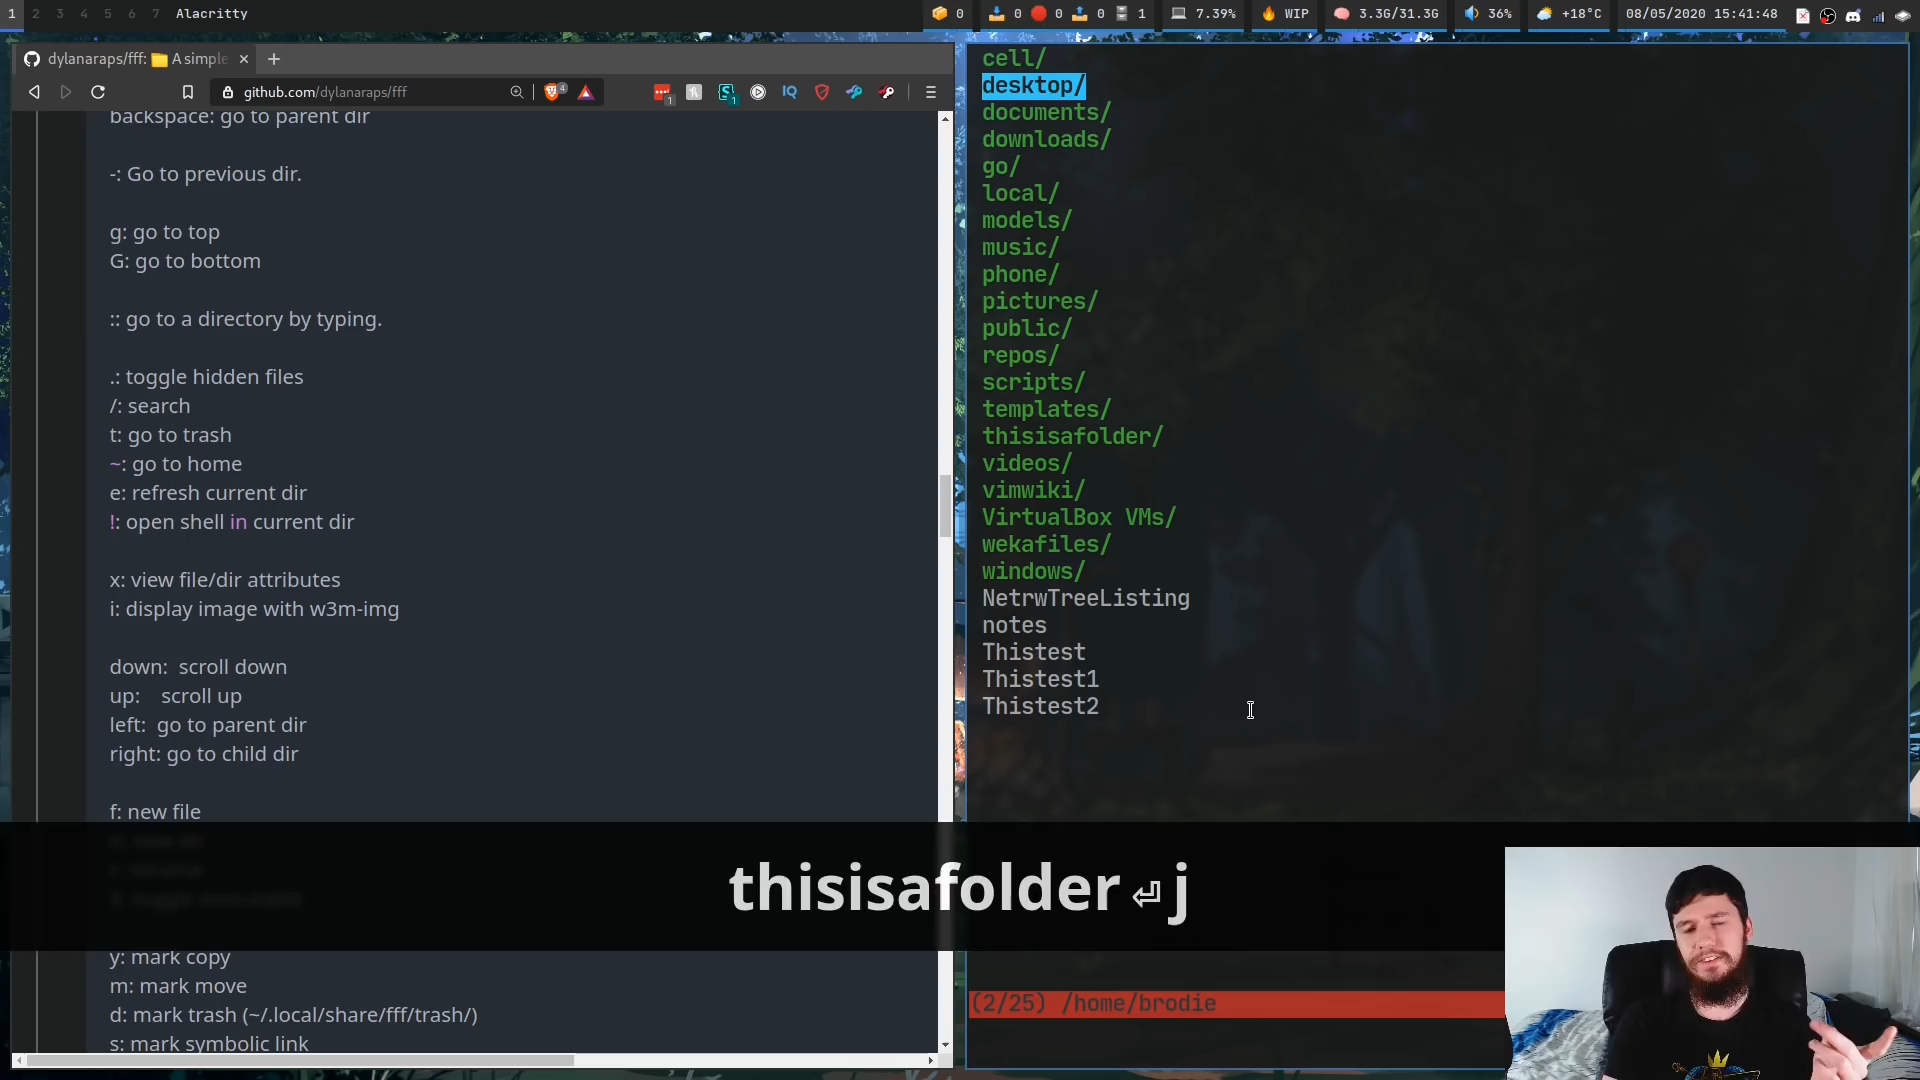 1 2 3 4 5 6 7 Alacritty
0 0 0 0 1 7.39% WIP 3.3G/31.3G 36% +18°C 08/05/2020 15:41:48
dylanaraps/fff: A simple
github.com/dylanaraps/fff
4 1 1 IQ
backspace: go to parent dir
-: Go to previous dir.
g: go to top
G: go to bottom
:: go to a directory by typing.
.: toggle hidden files
/: search
t: go to trash
~: go to home
e: refresh current dir
!: open shell in current dir
x: view file/dir attributes
i: display image with w3m-img
down:  scroll down
up:    scroll up
left:  go to parent dir
right: go to child dir
f: new file
y: mark copy
m: mark move
d: mark trash (~/.local/share/fff/trash/)
s: mark symbolic link
cell/
desktop/
documents/
downloads/
go/
local/
models/
music/
phone/
pictures/
public/
repos/
scripts/
templates/
thisisafolder/
videos/
vimwiki/
VirtualBox VMs/
wekafiles/
windows/
NetrwTreeListing
notes
Thistest
Thistest1
Thistest2
thisisafolder ⏎ j
(2/25) /home/brodie